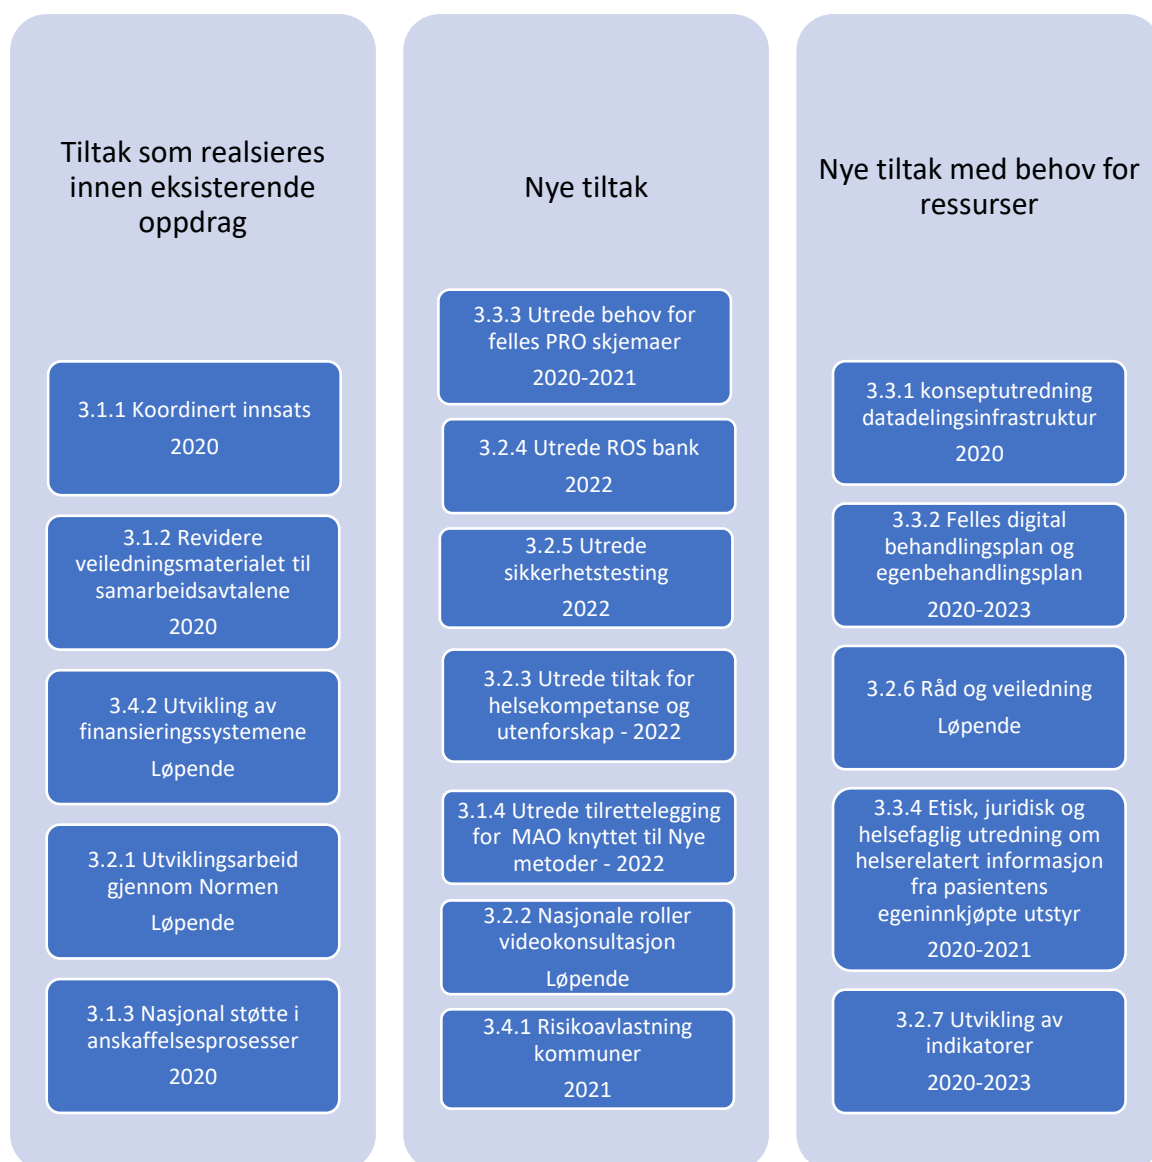 Tiltak som realsieres
innen eksisterende
oppdrag
3.1.1 Koordinert innsats
2020
3.1.2 Revidere
veiledningsmaterialet til
samarbeidsavtalene
2020
3.4.2 Utvikling av
finansieringssystemene
Løpende
3.2.1 Utviklingsarbeid
gjennom Normen
Løpende
3.1.3 Nasjonal støtte i
anskaffelsesprosesser
2020
Nye tiltak
3.3.3 Utrede behov for
felles PRO skjemaer
2020-2021
3.2.4 Utrede ROS bank
2022
3.2.5 Utrede
sikkerhetstesting
2022
3.2.3 Utrede tiltak for
helsekompetanse og
utenforskap - 2022
3.1.4 Utrede tilrettelegging
for MAO knyttet til Nye
metoder - 2022
3.2.2 Nasjonale roller
videokonsultasjon
Løpende
3.4.1 Risikoavlastning
kommuner
2021
Nye tiltak med behov for
ressurser
3.3.1 konseptutredning
datadelingsinfrastruktur
2020
3.3.2 Felles digital
behandlingsplan og
egenbehandlingsplan
2020-2023
3.2.6 Råd og veiledning
Løpende
3.3.4 Etisk, juridisk og
helsefaglig utredning om
helserelatert informasjon
fra pasientens
egeninnkjøpte utstyr
2020-2021
3.2.7 Utvikling av
indikatorer
2020-2023